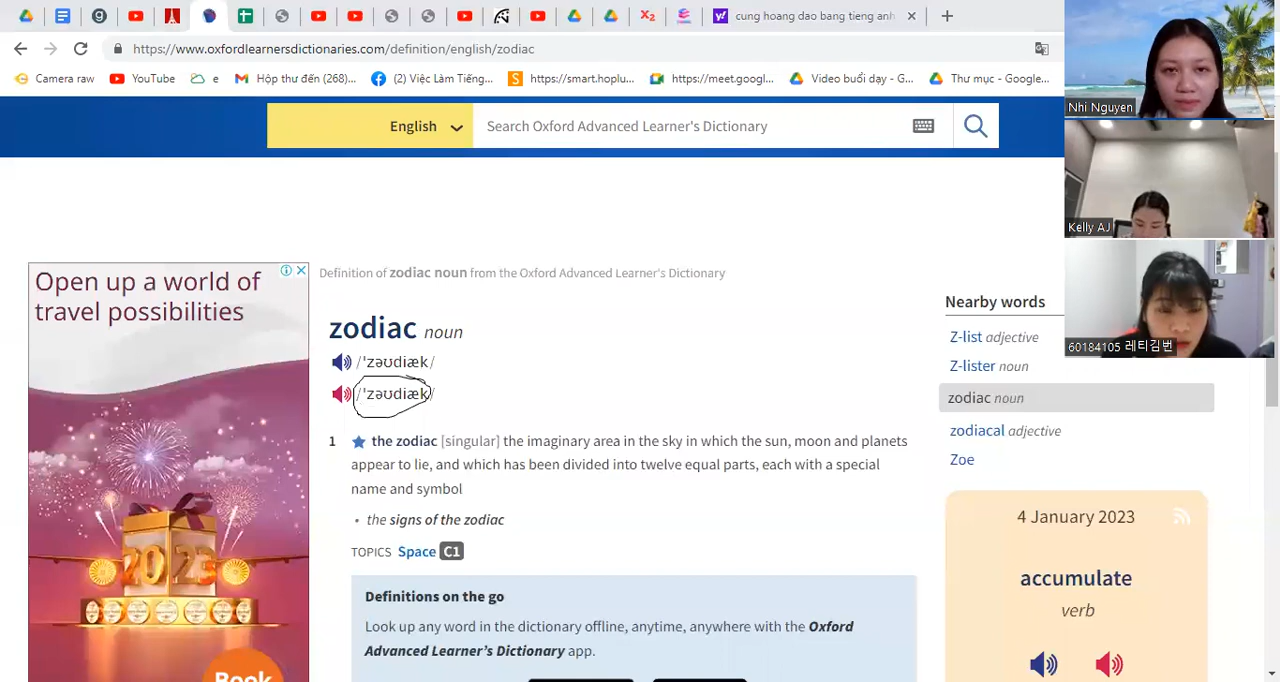 cung hoang dao bang tieng anh
https://www.oxfordlearnersdictionaries.com/definition/english/zodiac
Camera raw
YouTube
e
Hộp thư đến (268)...
(2) Việc Làm Tiếng...
https://smart.hoplu...
https://meet.googl...
Video buổi dạy - G...
Thư mục - Google...
English
Search Oxford Advanced Learner's Dictionary
Nhi Nguyen
Kelly AJ
60184105 레티김번
Open up a world of
travel possibilities
2023
Book
Definition of zodiac noun from the Oxford Advanced Learner's Dictionary
zodiac noun
/ˈzəʊdiæk/
/ˈzəʊdiæk/
1 the zodiac [singular] the imaginary area in the sky in which the sun, moon and planets
appear to lie, and which has been divided into twelve equal parts, each with a special
name and symbol
• the signs of the zodiac
TOPICS Space C1
Definitions on the go
Look up any word in the dictionary offline, anytime, anywhere with the Oxford
Advanced Learner's Dictionary app.
Nearby words
Z-list adjective
Z-lister noun
zodiac noun
zodiacal adjective
Zoe
4 January 2023
accumulate
verb